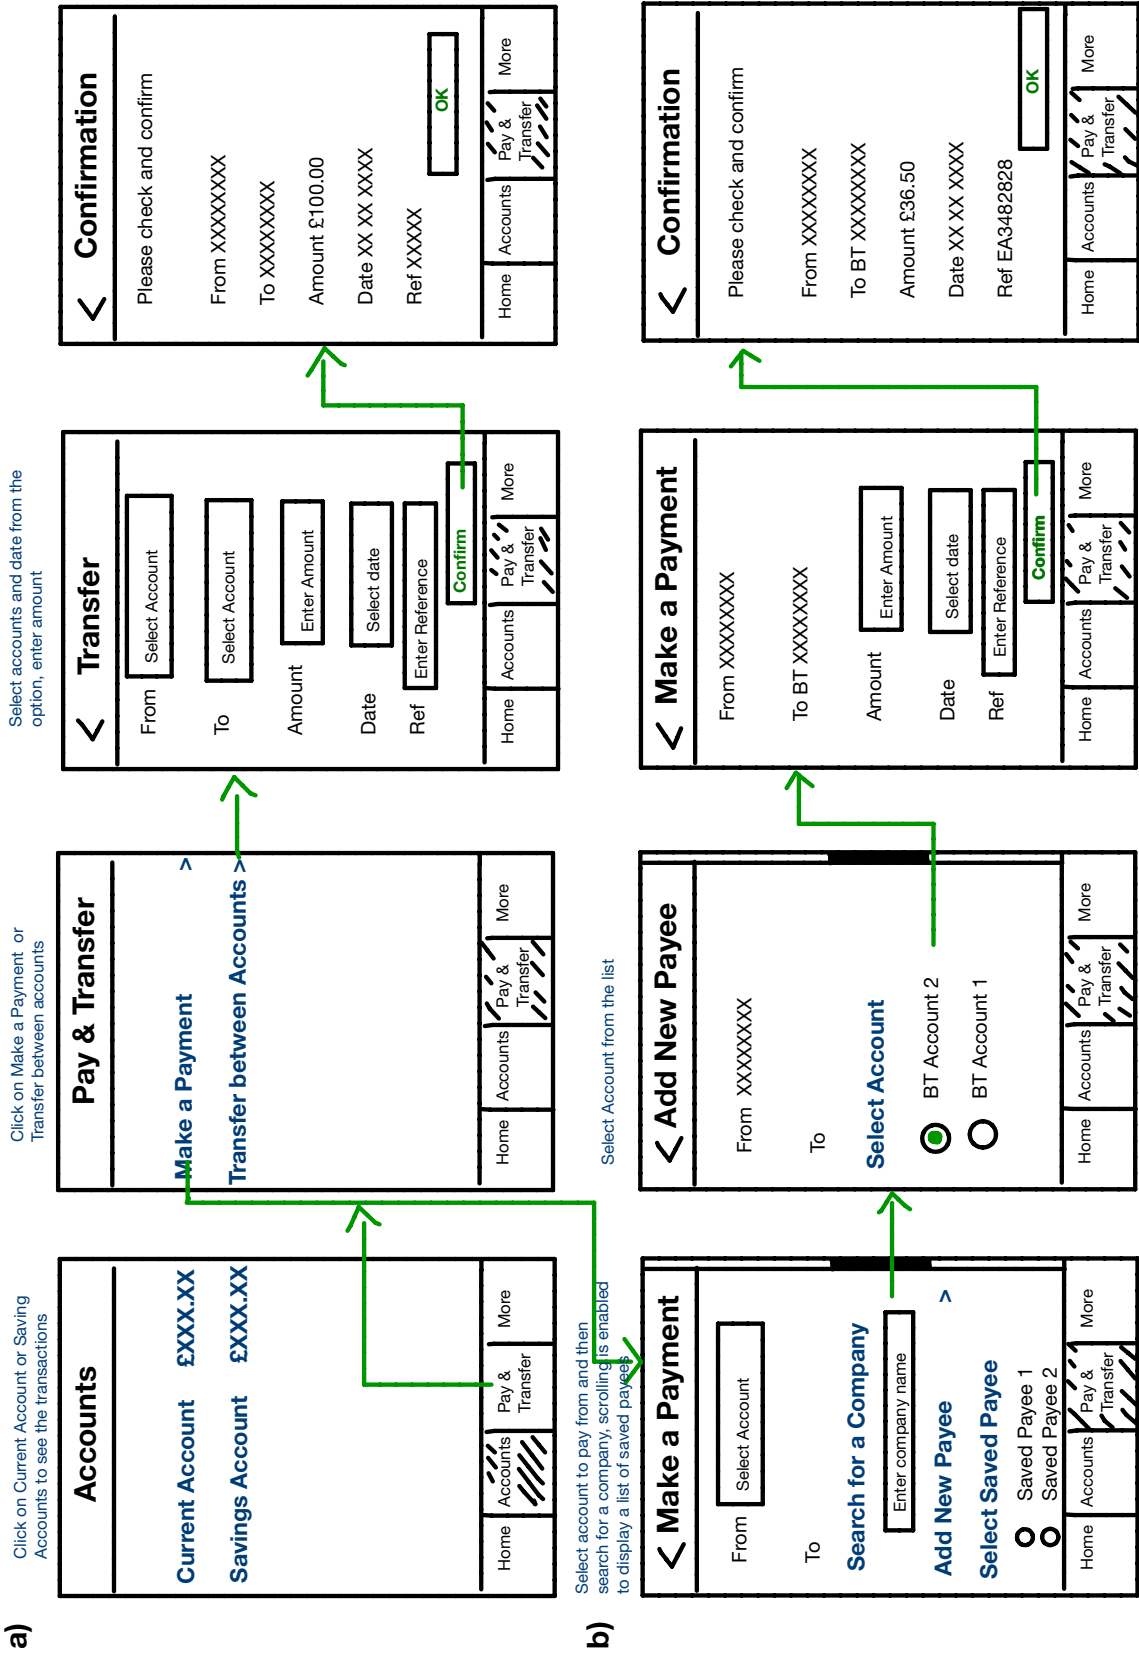 a)
Click on Current Account or Saving
Accounts to see the transactions
Accounts
Current Account £XXX.XX
Savings Account £XXX.XX
Home
Accounts
Pay &
Transfer
More
Click on Make a Payment or
Transfer between accounts
Pay & Transfer
Make a Payment >
Transfer between Accounts >
Home
Accounts
Pay &
Transfer
More
Select accounts and date from the
option, enter amount
< Transfer
From Select Account
To Select Account
Amount Enter Amount
Date Select date
Ref Enter Reference
Confirm
Home
Accounts
Pay &
Transfer
More
< Confirmation
Please check and confirm
From XXXXXXXX
To XXXXXXXX
Amount £100.00
Date XX XX XXXX
Ref XXXXX
OK
Home
Accounts
Pay &
Transfer
More
b)
Select account to pay from and then
search for a company, scrolling is enabled
to display a list of saved payees
< Make a Payment
From Select Account
To
Search for a Company
Enter company name
Add New Payee >
Select Saved Payee
Saved Payee 1
Saved Payee 2
Home
Accounts
Pay &
Transfer
More
Select Account from the list
< Add New Payee
From XXXXXXXX
To
Select Account
BT Account 2
BT Account 1
Home
Accounts
Pay &
Transfer
More
< Make a Payment
From XXXXXXXX
To BT XXXXXXXX
Amount Enter Amount
Date Select date
Ref Enter Reference
Confirm
Home
Accounts
Pay &
Transfer
More
< Confirmation
Please check and confirm
From XXXXXXXX
To BT XXXXXXXX
Amount £36.50
Date XX XX XXXX
Ref EA3482828
OK
Home
Accounts
Pay &
Transfer
More